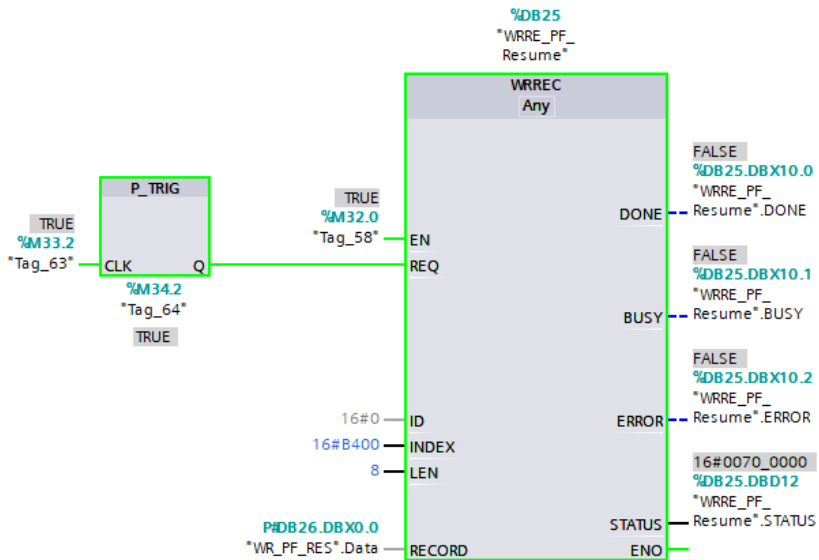 %DB25
"WRRE_PF_
Resume"
WRREC
Any
P_TRIG
TRUE
%M33.2
"Tag_63"
CLK
Q
%M34.2
"Tag_64"
TRUE
TRUE
%M32.0
"Tag_58"
EN
REQ
16#0
ID
16#B400
INDEX
8
LEN
P#DB26.DBX0.0
"WR_PF_RES".Data
RECORD
DONE
FALSE
%DB25.DBX10.0
"WRRE_PF_
Resume".DONE
BUSY
FALSE
%DB25.DBX10.1
"WRRE_PF_
Resume".BUSY
ERROR
FALSE
%DB25.DBX10.2
"WRRE_PF_
Resume".ERROR
STATUS
16#0070_0000
%DB25.DBD12
"WRRE_PF_
Resume".STATUS
ENO